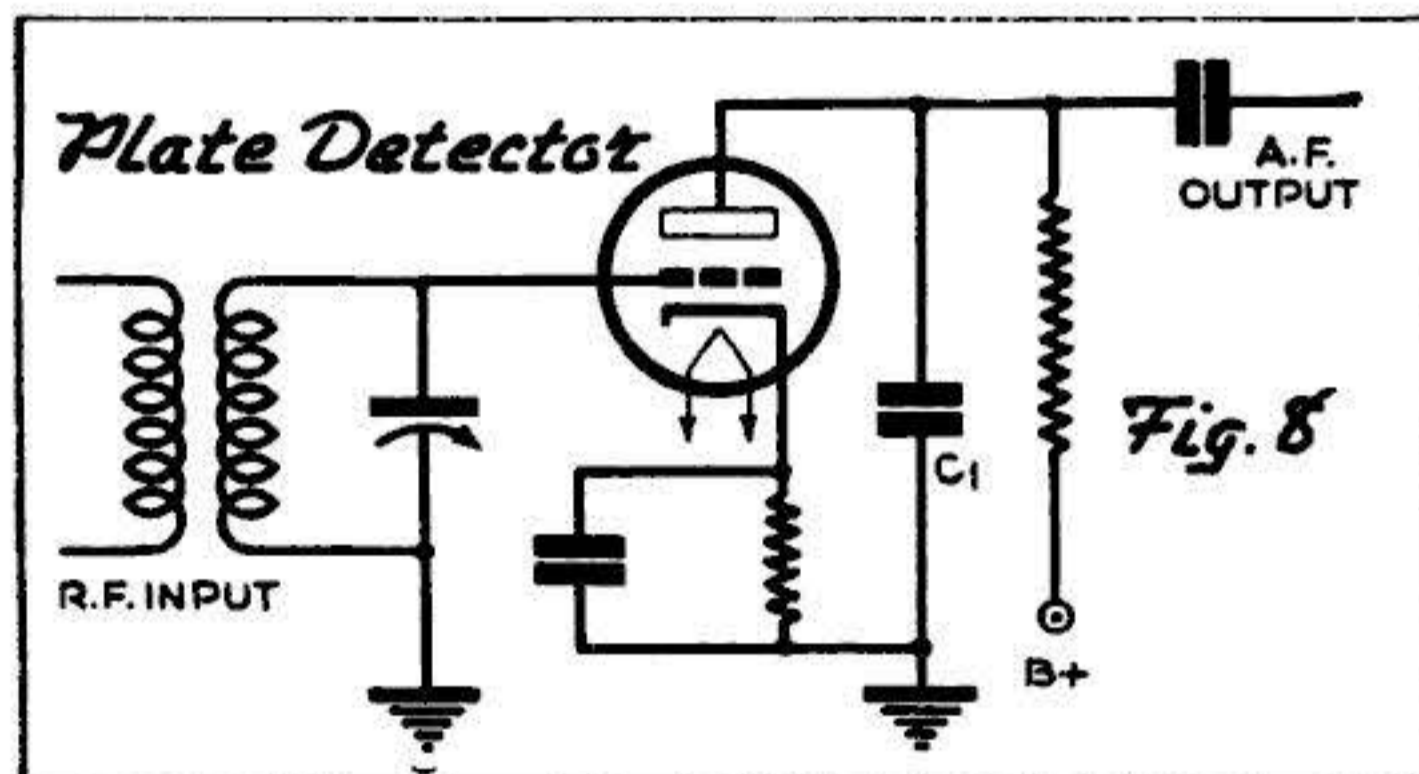 Plate Detector
A.F.
OUTPUT
R.F. INPUT
C1
Fig. 8
B+